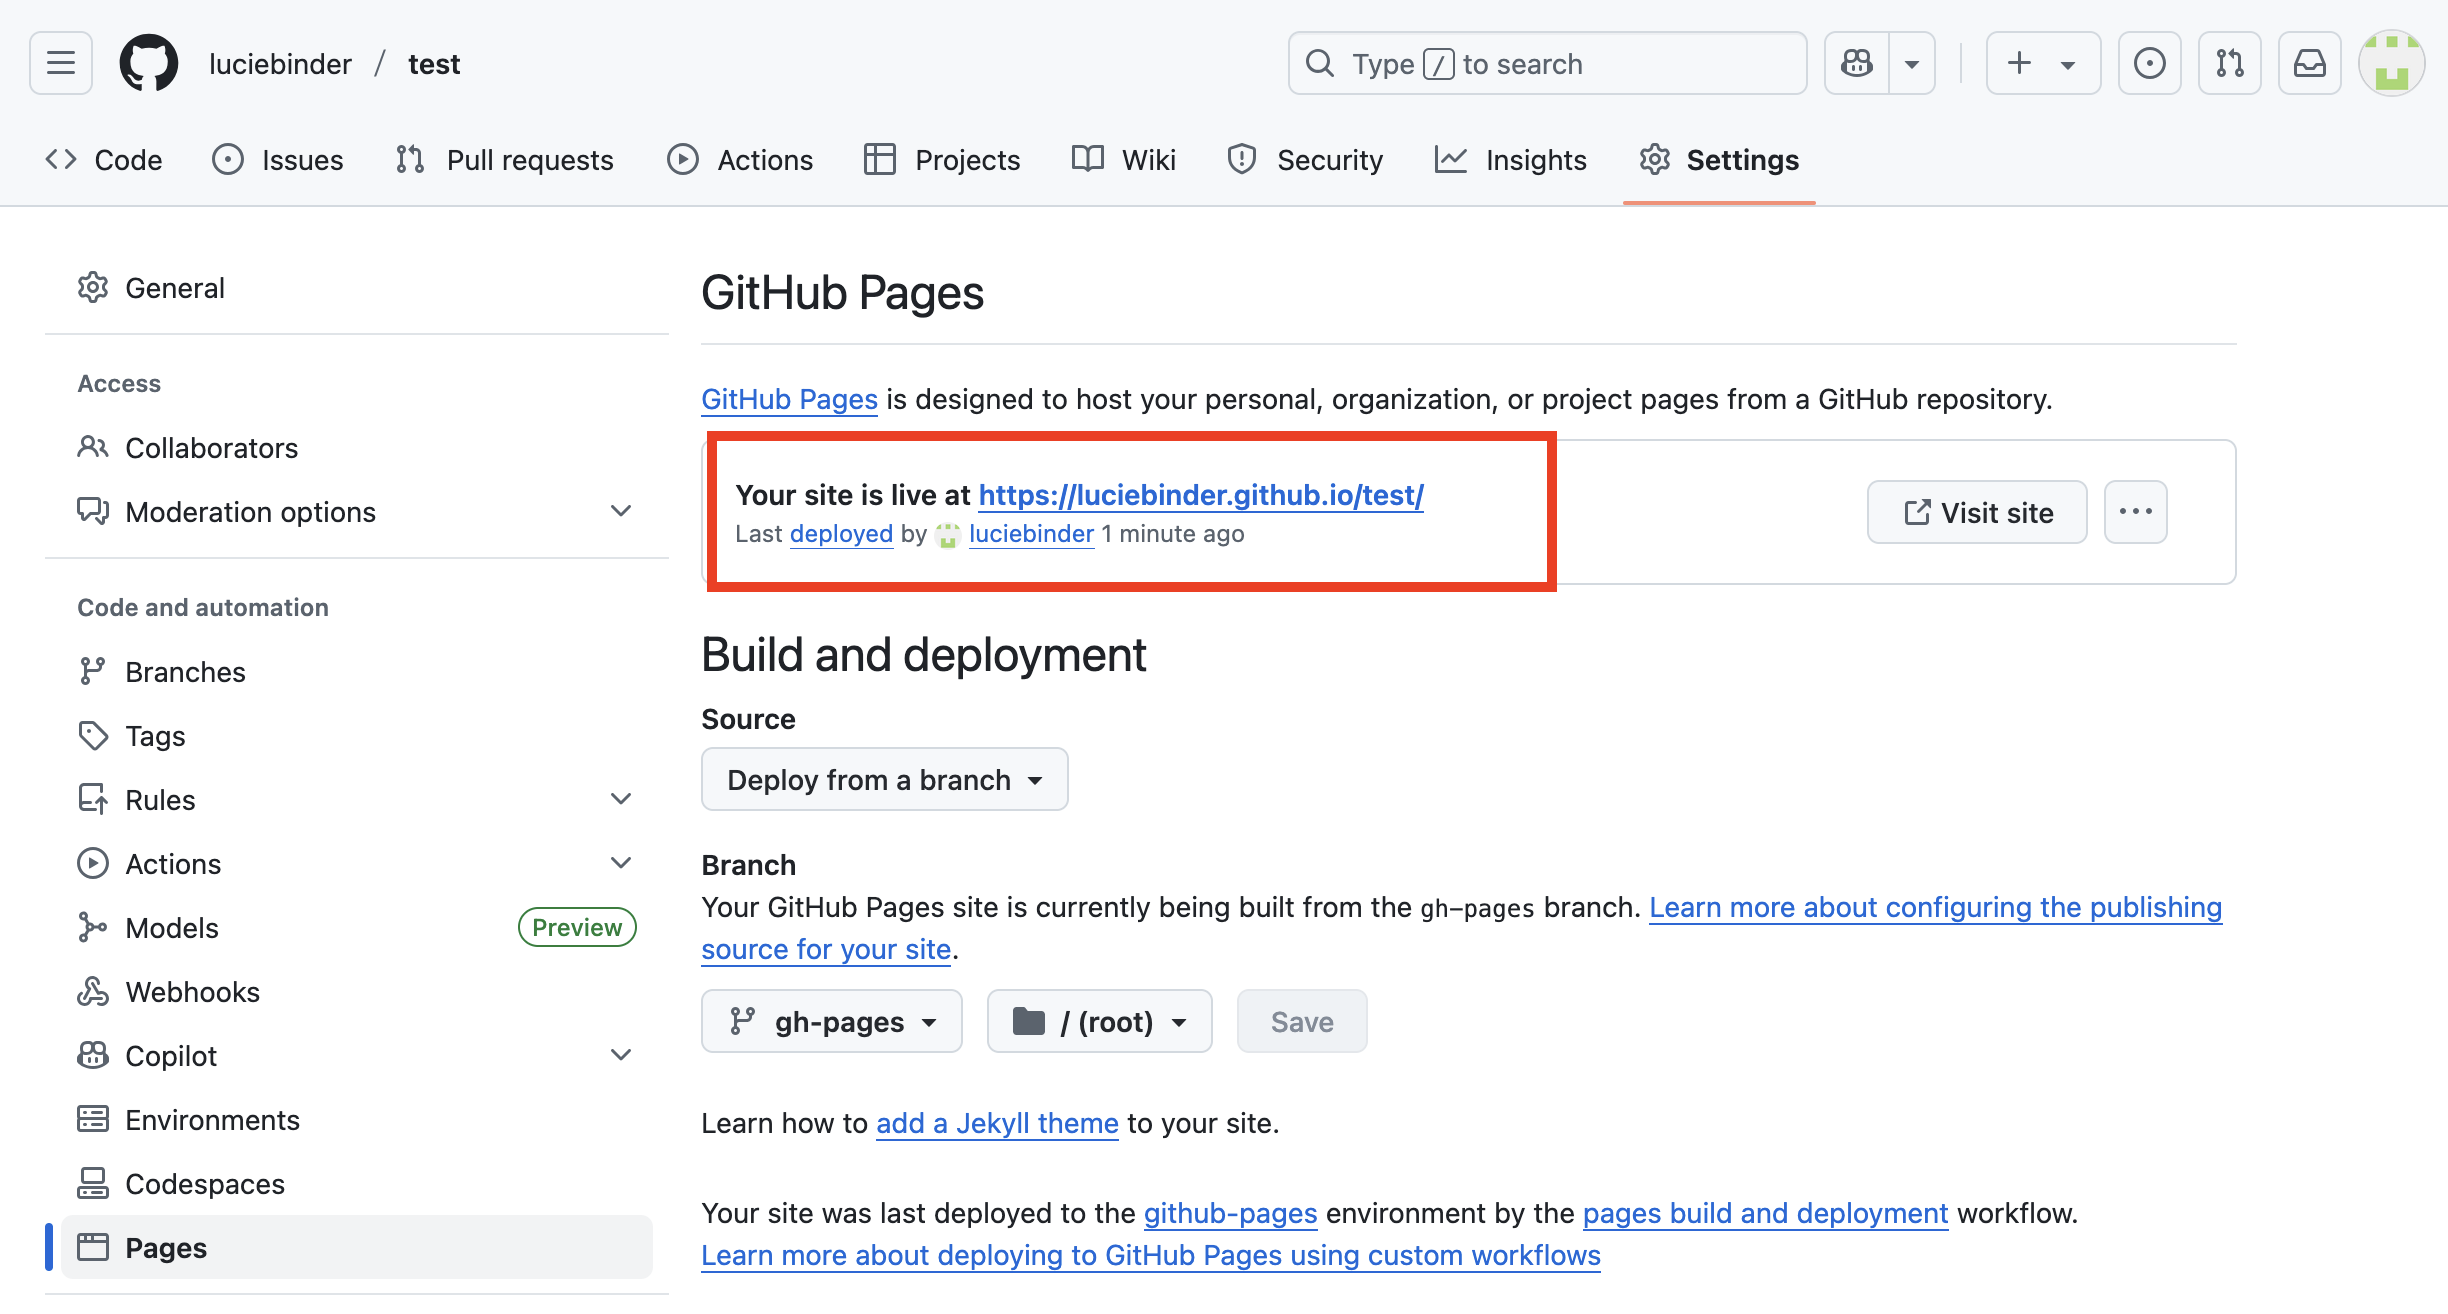 luciebinder / test
Type / to search
Code Issues Pull requests Actions Projects Wiki Security Insights Settings
General
Access
Collaborators
Moderation options
Code and automation
Branches
Tags
Rules
Actions
Models Preview
Webhooks
Copilot
Environments
Codespaces
Pages
GitHub Pages
GitHub Pages is designed to host your personal, organization, or project pages from a GitHub repository.
Your site is live at https://luciebinder.github.io/test/
Last deployed by luciebinder 1 minute ago
Visit site
Build and deployment
Source
Deploy from a branch
Branch
Your GitHub Pages site is currently being built from the gh-pages branch. Learn more about configuring the publishing
source for your site.
gh-pages / (root) Save
Learn how to add a Jekyll theme to your site.
Your site was last deployed to the github-pages environment by the pages build and deployment workflow.
Learn more about deploying to GitHub Pages using custom workflows